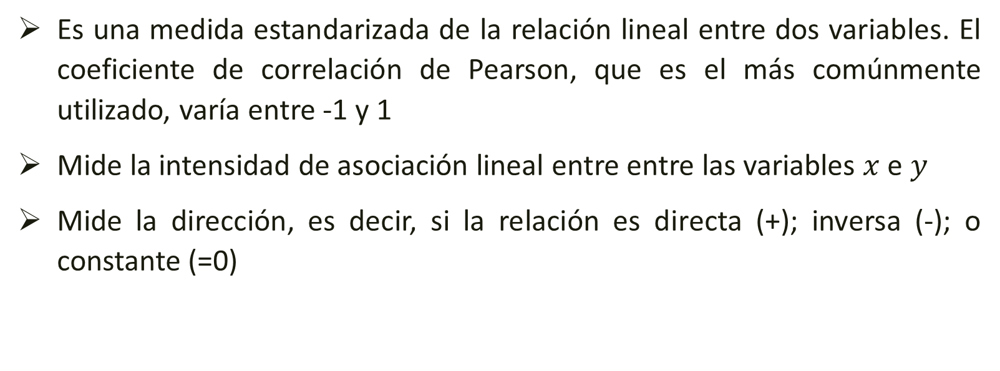 ➢ Es una medida estandarizada de la relación lineal entre dos variables. El
coeficiente de correlación de Pearson, que es el más comúnmente
utilizado, varía entre -1 y 1
➢ Mide la intensidad de asociación lineal entre entre las variables 𝑥 e 𝑦
➢ Mide la dirección, es decir, si la relación es directa (+); inversa (-); o
constante (=0)